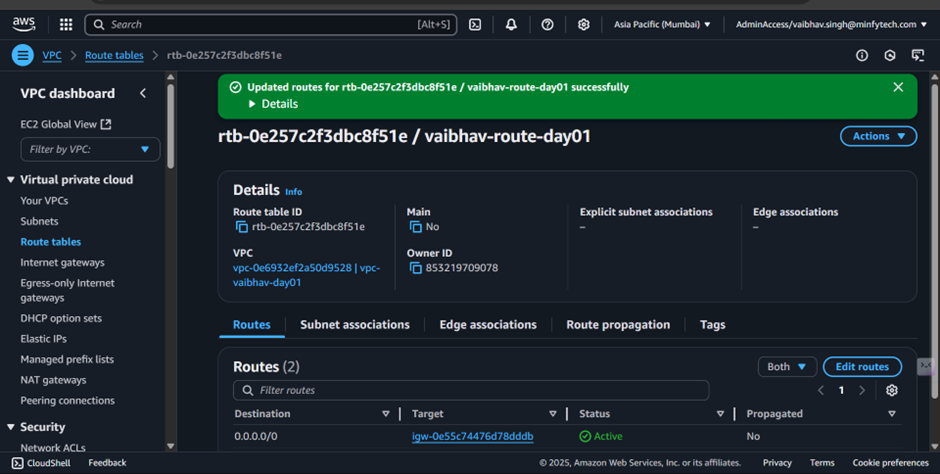 aws
Search [Alt+S]
Asia Pacific (Mumbai) AdminAccess/vaibhav.singh@minfytech.com
VPC > Route tables > rtb-0e257c2f3dbc8f51e
VPC dashboard
EC2 Global View
Filter by VPC:
Virtual private cloud
Your VPCs
Subnets
Route tables
Internet gateways
Egress-only Internet
gateways
DHCP option sets
Elastic IPs
Managed prefix lists
NAT gateways
Peering connections
Security
Network ACLs
Updated routes for rtb-0e257c2f3dbc8f51e / vaibhav-route-day01 successfully
Details
rtb-0e257c2f3dbc8f51e / vaibhav-route-day01
Actions
Details Info
Route table ID
rtb-0e257c2f3dbc8f51e
Main
No
Explicit subnet associations
–
Edge associations
–
VPC
vpc-0e6932ef2a50d9528 | vpc-
vaibhav-day01
Owner ID
853219709078
Routes Subnet associations Edge associations Route propagation Tags
Routes (2)
Both Edit routes
Filter routes
1
Destination Target Status Propagated
0.0.0.0/0 igw-0e55c74476d78dddb Active No
CloudShell Feedback © 2025, Amazon Web Services, Inc. or its affiliates. Privacy Terms Cookie preferences